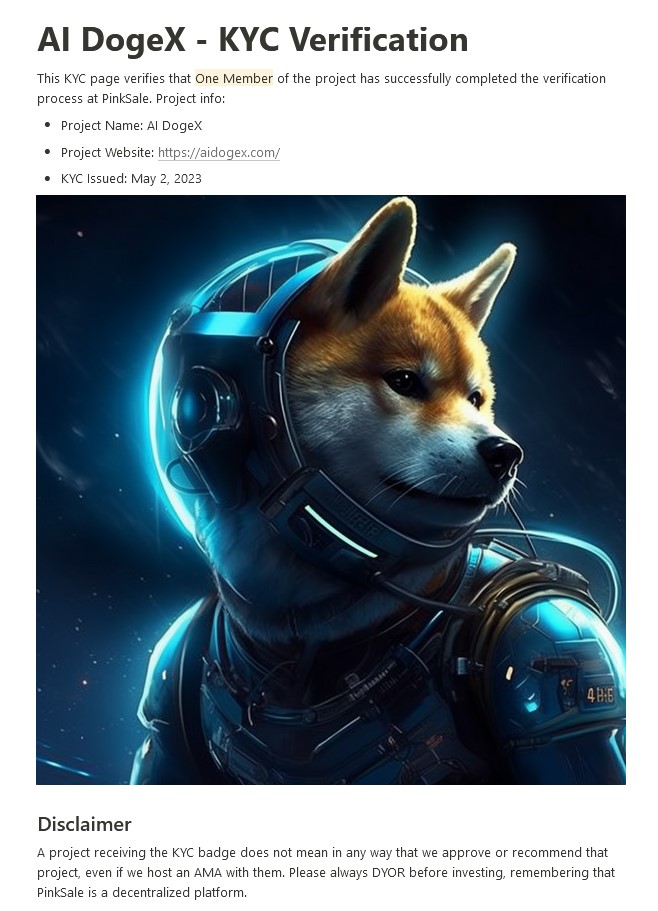 AI DogeX - KYC Verification
This KYC page verifies that One Member of the project has successfully completed the verification
process at PinkSale. Project info:
• Project Name: AI DogeX
• Project Website: https://aidogex.com/
• KYC Issued: May 2, 2023
Disclaimer
A project receiving the KYC badge does not mean in any way that we approve or recommend that
project, even if we host an AMA with them. Please always DYOR before investing, remembering that
PinkSale is a decentralized platform.